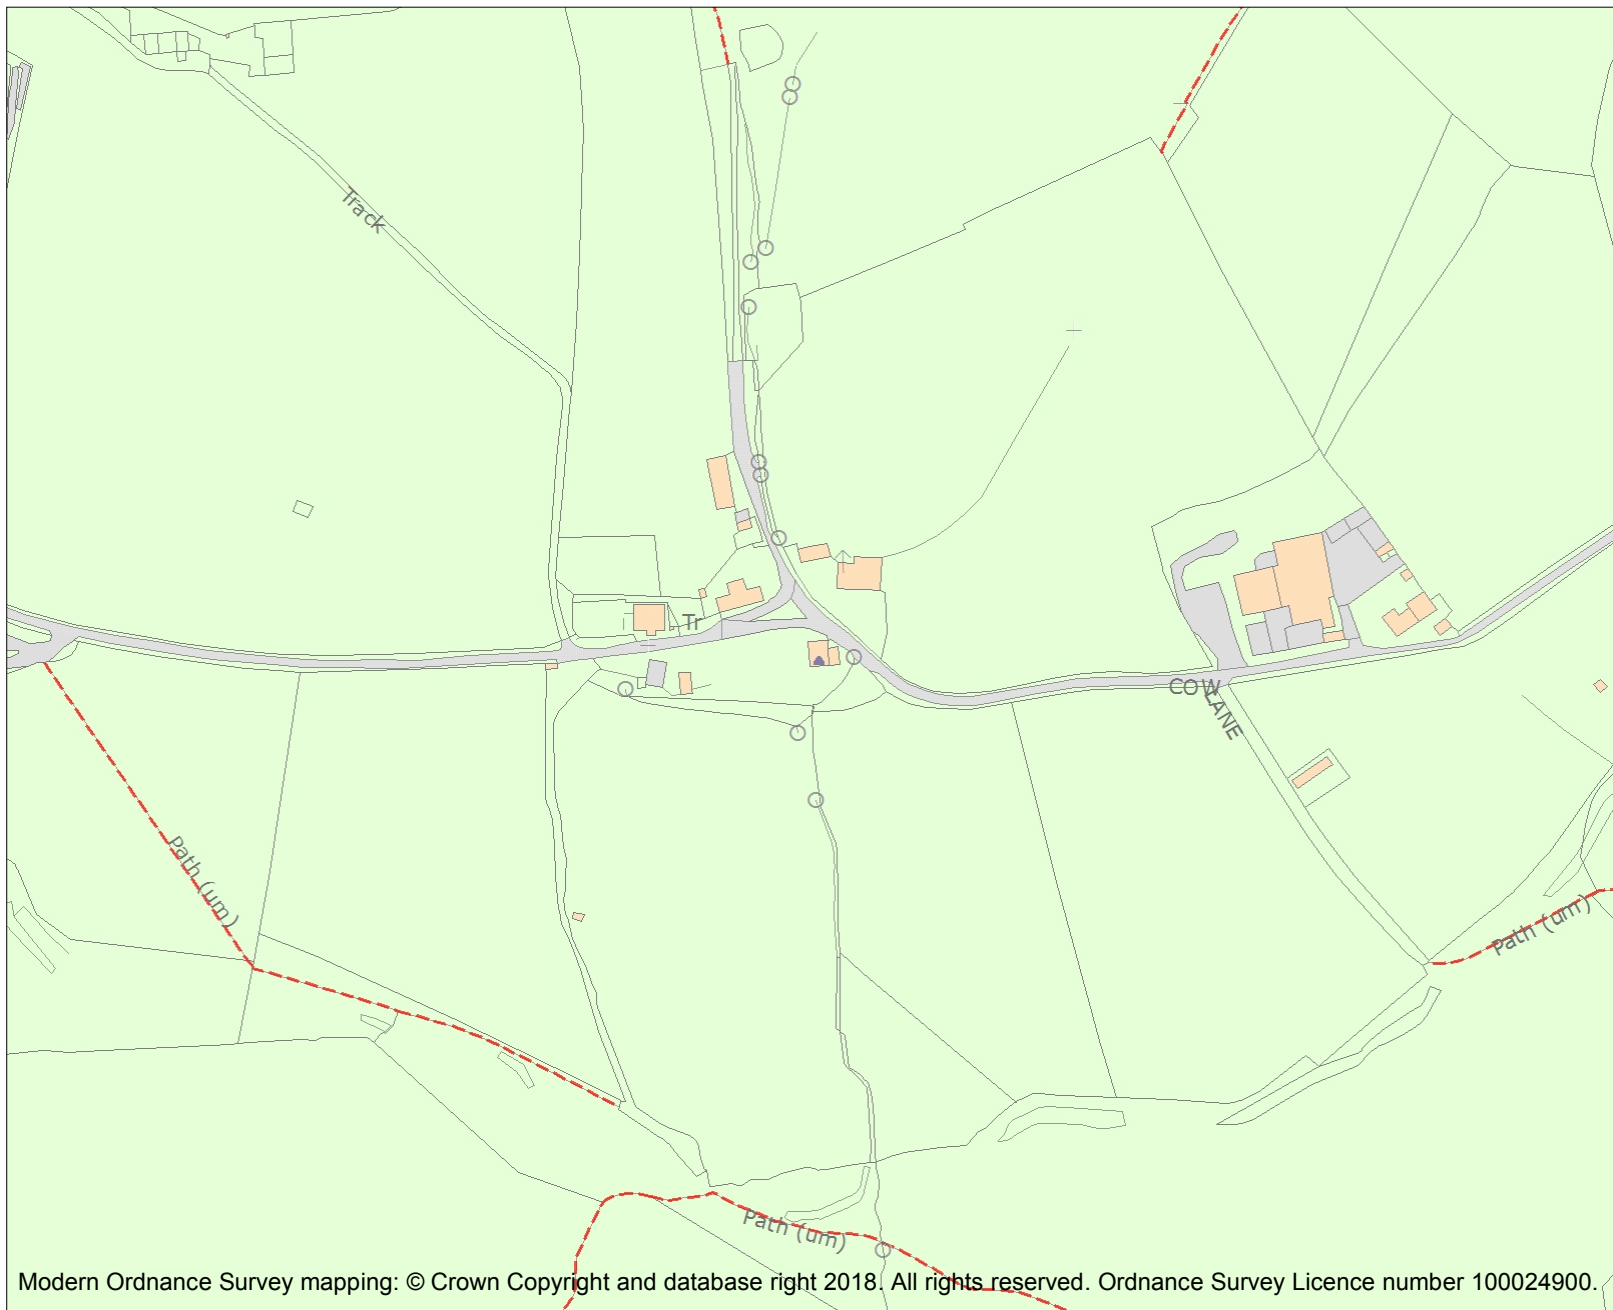 Track
Tr
COW
LANE
Path (um)
Path (um)
Path (um)
Modern Ordnance Survey mapping: © Crown Copyright and database right 2018. All rights reserved. Ordnance Survey Licence number 100024900.